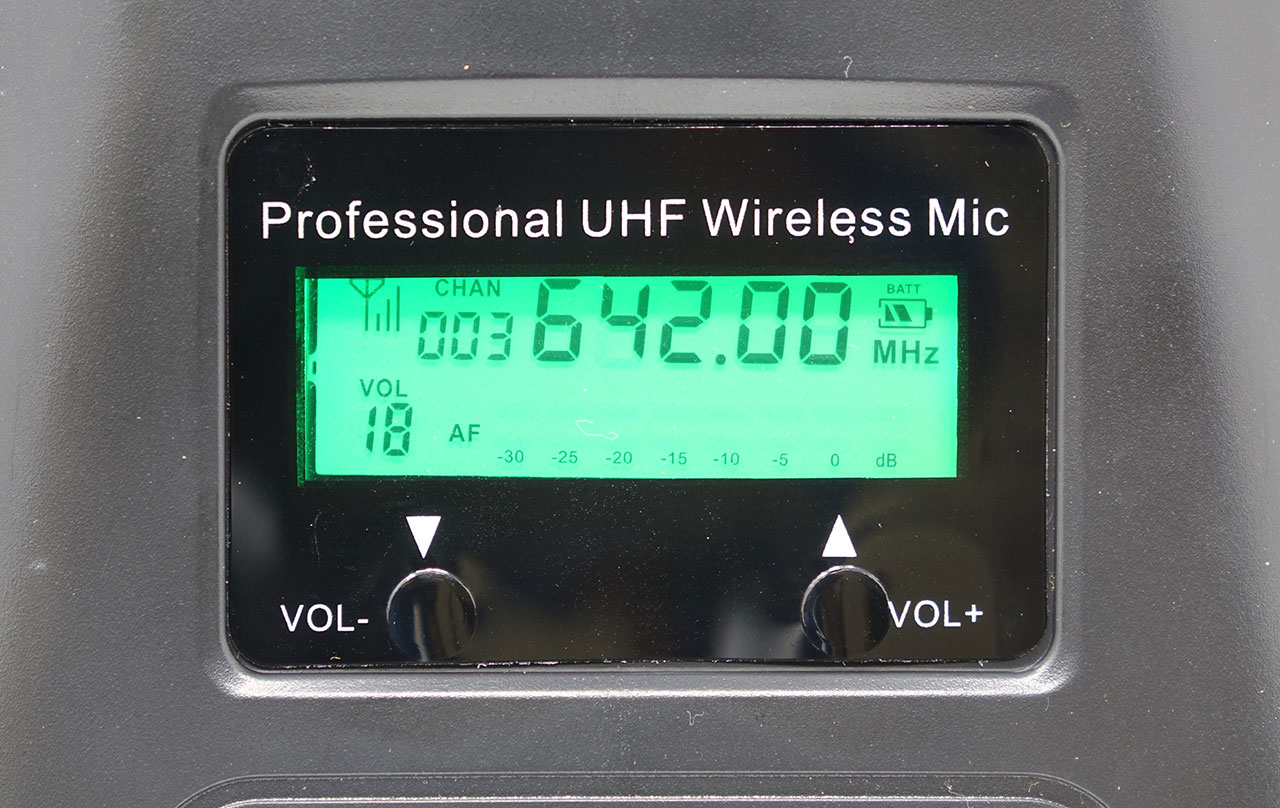 Professional UHF Wireless Mic
CHAN 003 642.00 BATT MHz
VOL 18 AF
-30 -25 -20 -15 -10 -5 0 dB
VOL- VOL+